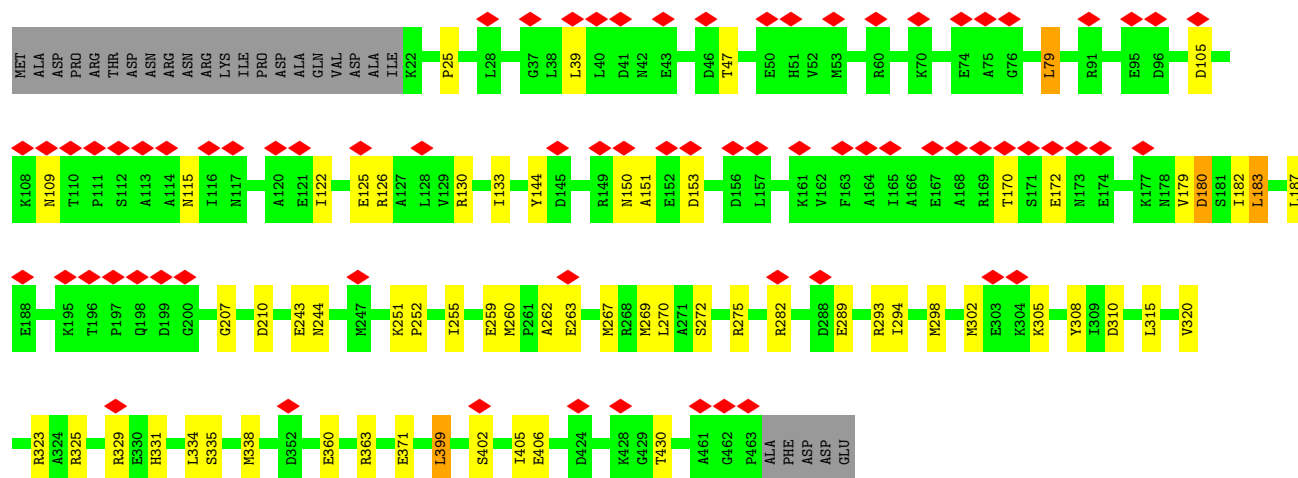 MET ALA ASP PRO ARG THR ASP ASN ARG ASN ARG LYS ILE PRO ASP ALA GLN VAL ASP ALA ILE K22 P25 L28 G37 L38 L39 L40 D41 N42 E43 D46 T47 E50 H51 V52 M53 R60 K70 E74 A75 G76 L79 R91 E95 D96 D105
K108 N109 T110 P111 S112 A113 A114 N115 I116 N117 A120 E121 I122 E125 R126 A127 L128 V129 R130 I133 Y144 D145 R149 N150 A151 E152 D153 D156 L157 K161 V162 F163 A164 I165 A166 E167 A168 R169 T170 S171 E172 N173 E174 K177 N178 V179 D180 S181 I182 L183 L187
E188 K195 T196 P197 Q198 D199 G200 G207 D210 E243 N244 M247 K251 P252 I255 E259 M260 P261 A262 E263 M267 R268 M269 L270 A271 S272 R275 R282 D288 E289 R293 I294 M298 M302 E303 K304 K305 Y308 I309 D310 L315 V320
R323 A324 R325 R329 E330 H331 L334 S335 M338 D352 E360 R363 E371 L399 S402 I405 E406 D424 K428 G429 T430 A461 G462 P463 ALA PHE ASP ASP GLU